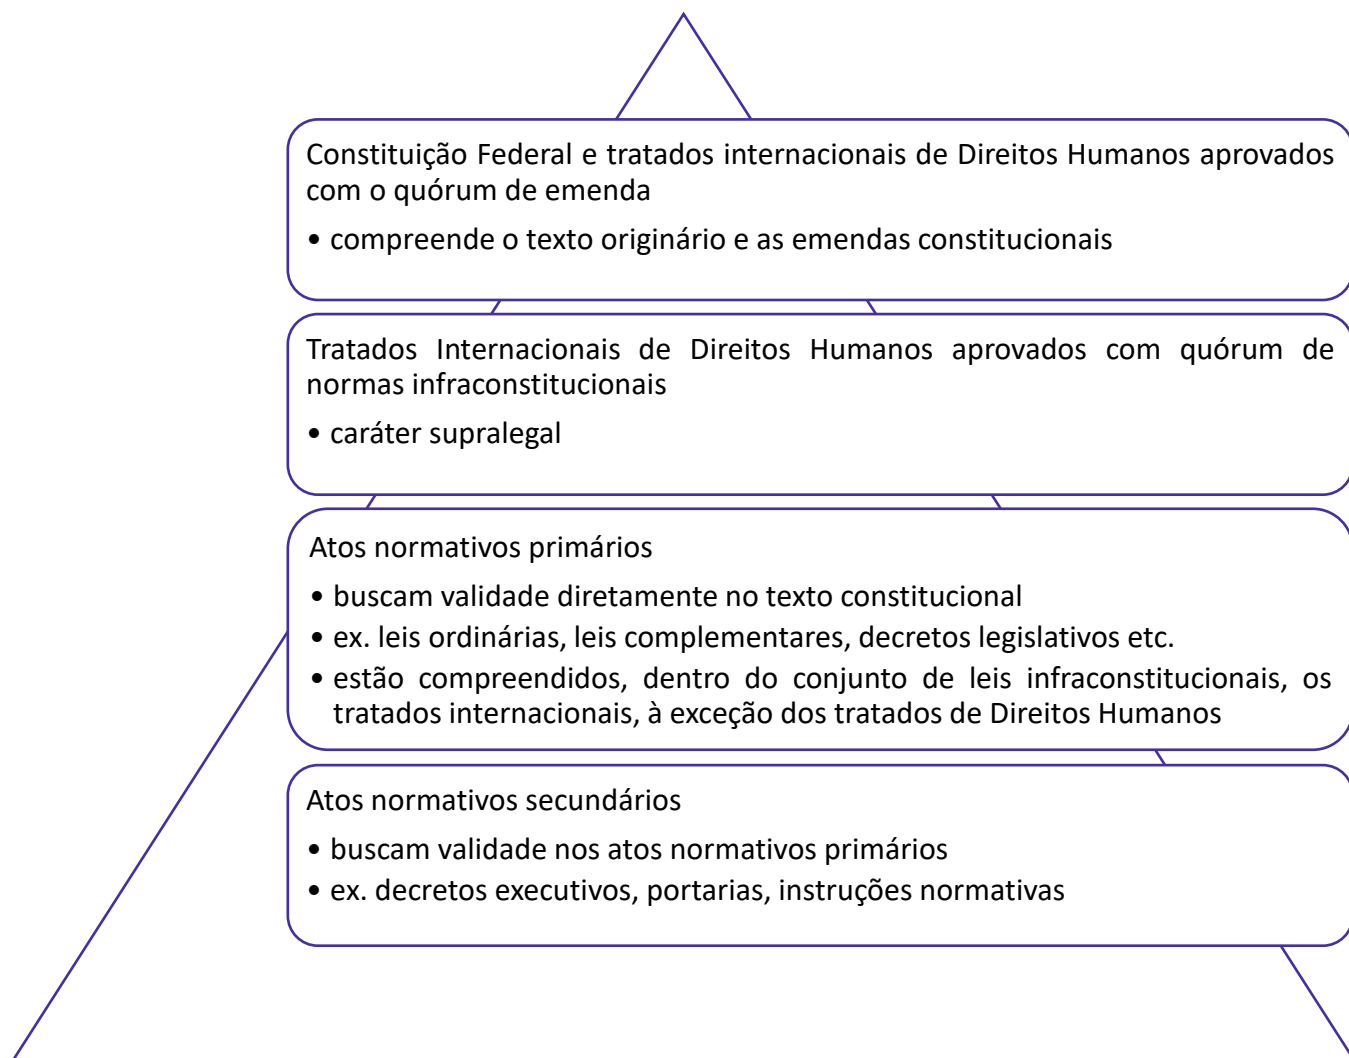 Constituição Federal e tratados internacionais de Direitos Humanos aprovados
com o quórum de emenda
• compreende o texto originário e as emendas constitucionais
Tratados Internacionais de Direitos Humanos aprovados com quórum de
normas infraconstitucionais
• caráter supralegal
Atos normativos primários
• buscam validade diretamente no texto constitucional
• ex. leis ordinárias, leis complementares, decretos legislativos etc.
• estão compreendidos, dentro do conjunto de leis infraconstitucionais, os
tratados internacionais, à exceção dos tratados de Direitos Humanos
Atos normativos secundários
• buscam validade nos atos normativos primários
• ex. decretos executivos, portarias, instruções normativas